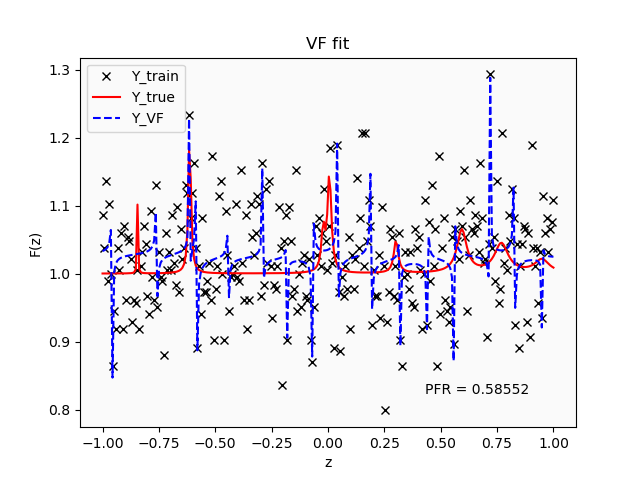 VF fit
Y_train
Y_true
Y_VF
1.3
1.2
1.1
1.0
0.9
0.8
F(z)
PFR = 0.58552
−1.00 −0.75 −0.50 −0.25 0.00 0.25 0.50 0.75 1.00
z